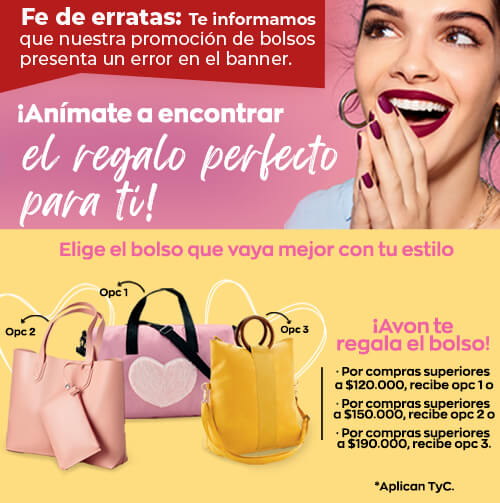 Fe de erratas: Te informamos
que nuestra promoción de bolsos
presenta un error en el banner.
¡Anímate a encontrar
el regalo perfecto
para ti!
Elige el bolso que vaya mejor con tu estilo
Opc 1
Opc 2
Opc 3
¡Avon te
regala el bolso!
· Por compras superiores
a $120.000, recibe opc 1 o
· Por compras superiores
a $150.000, recibe opc 2 o
· Por compras superiores
a $190.000, recibe opc 3.
*Aplican TyC.